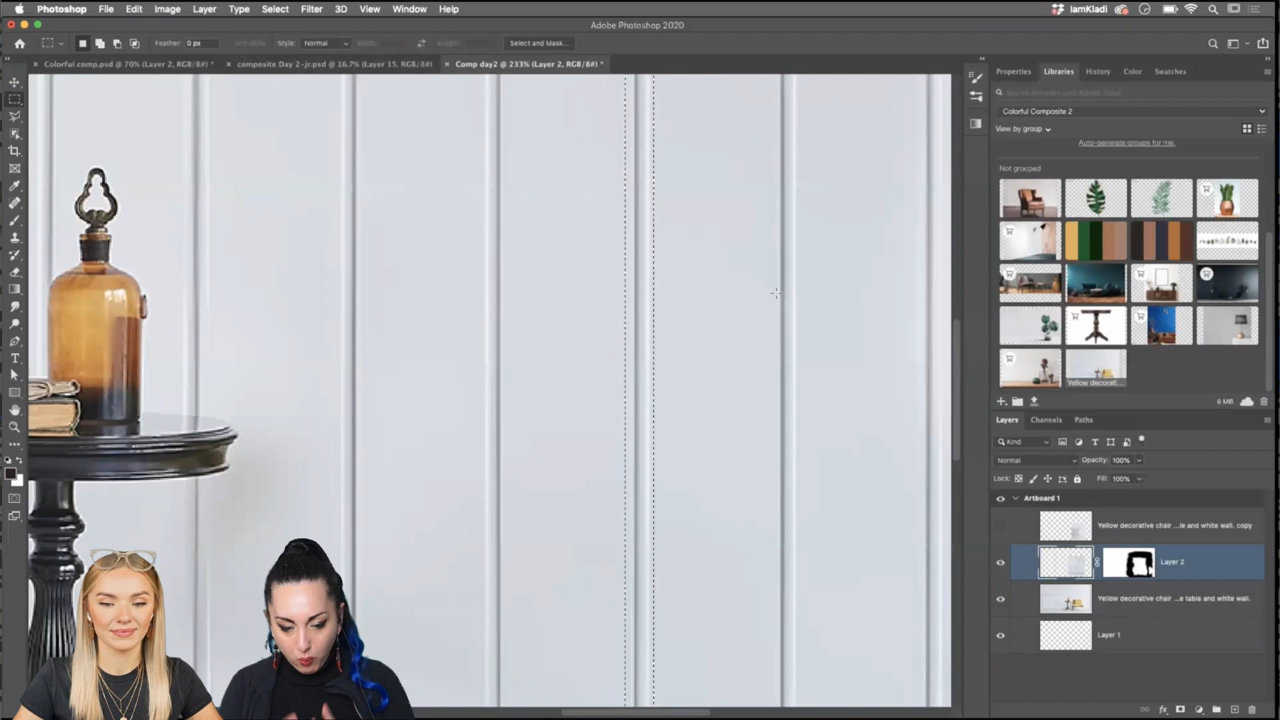 Photoshop File Edit Image Layer Type Select Filter 3D View Window Help
IamKladi
Adobe Photoshop 2020
Feather: 0 px
Style: Normal
Select and Mask...
Colorful comp.psd @ 70% (Layer 2, RGB/8#) *
composite Day 2 -jr.psd @ 16.7% (Layer 15, RGB/8#)
Comp day2 @ 233% (Layer 2, RGB/8#) *
Properties Libraries History Color Swatches
Colorful Composite 2
View by group
Auto-generate groups for me.
Not grouped
Yellow decorati...
6 MB
Layers Channels Paths
Kind
Normal Opacity: 100%
Lock: Fill: 100%
Artboard 1
Yellow decorative chair ...le and white wall. copy
Layer 2
Yellow decorative chair ...e table and white wall.
Layer 1